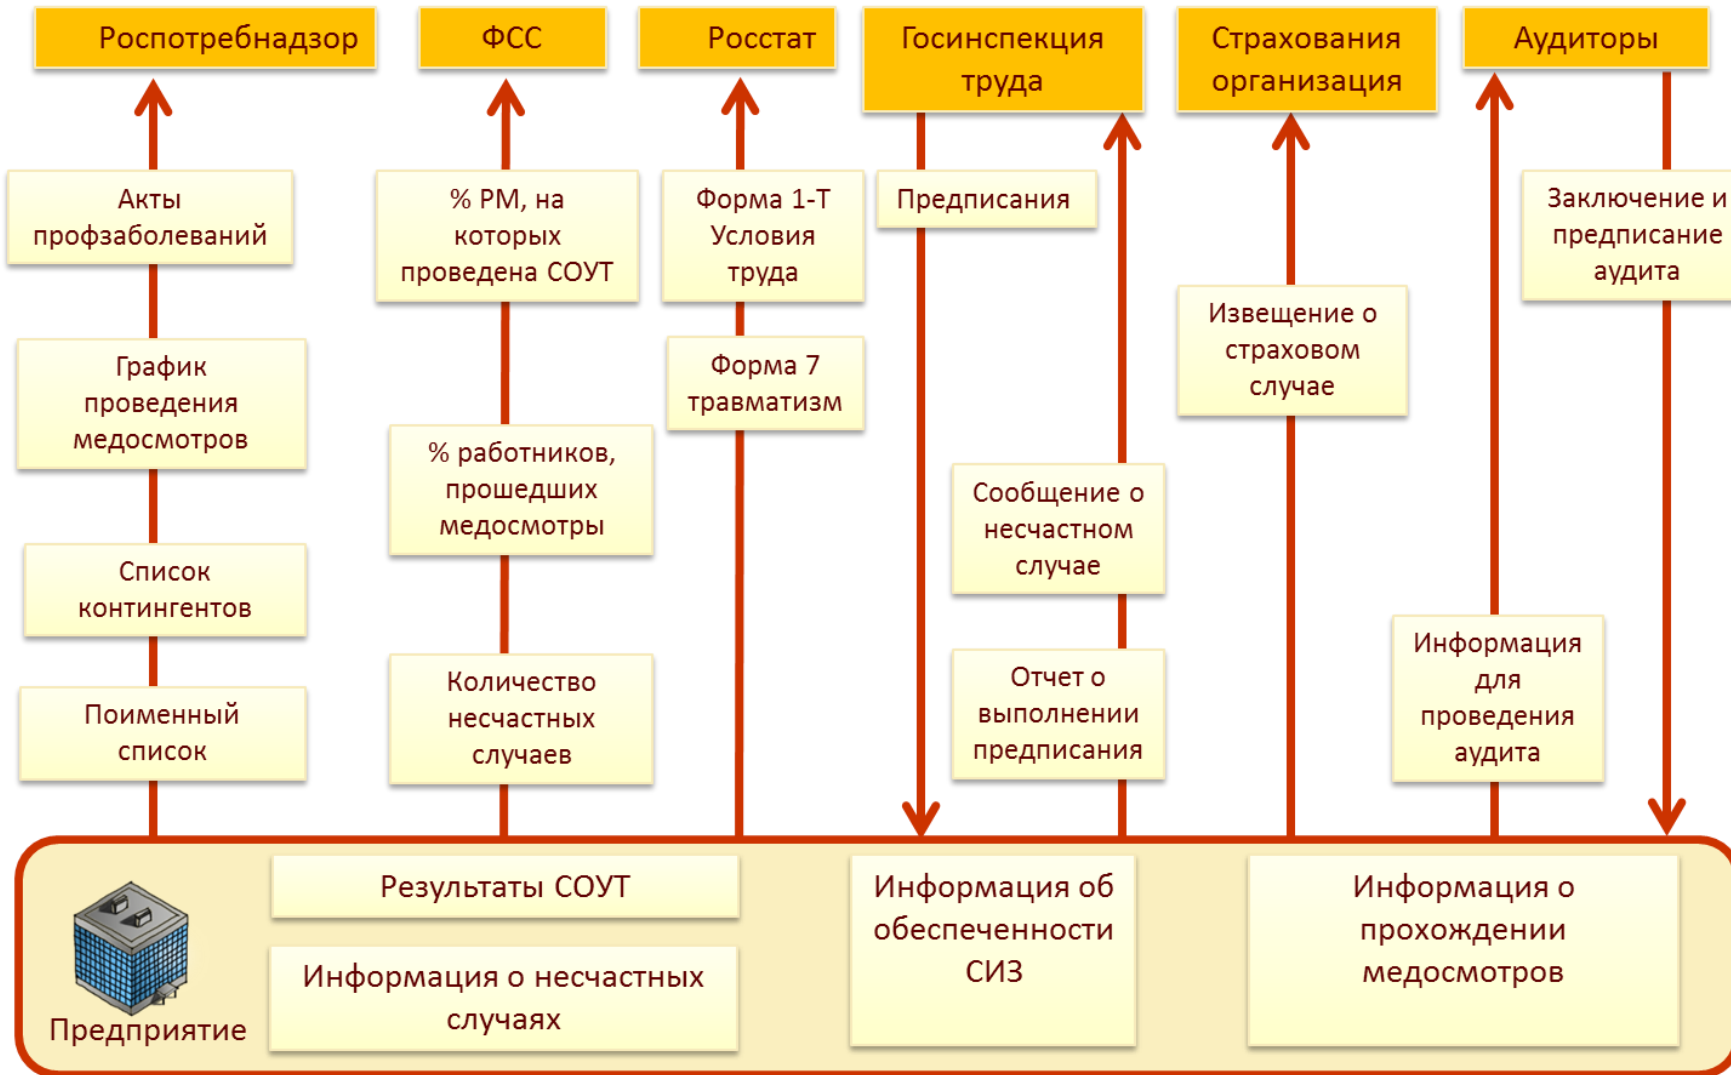 Роспотребнадзор
ФСС
Росстат
Госинспекция
труда
Страхования
организация
Аудиторы
Акты
профзаболеваний
График
проведения
медосмотров
Список
контингентов
Поименный
список
% РМ, на
которых
проведена СОУТ
% работников,
прошедших
медосмотры
Количество
несчастных
случаев
Форма 1-Т
Условия
труда
Форма 7
травматизм
Предписания
Сообщение о
несчастном
случае
Отчет о
выполнении
предписания
Извещение о
страховом
случае
Информация
для
проведения
аудита
Заключение и
предписание
аудита
Предприятие
Результаты СОУТ
Информация о несчастных
случаях
Информация об
обеспеченности
СИЗ
Информация о
прохождении
медосмотров